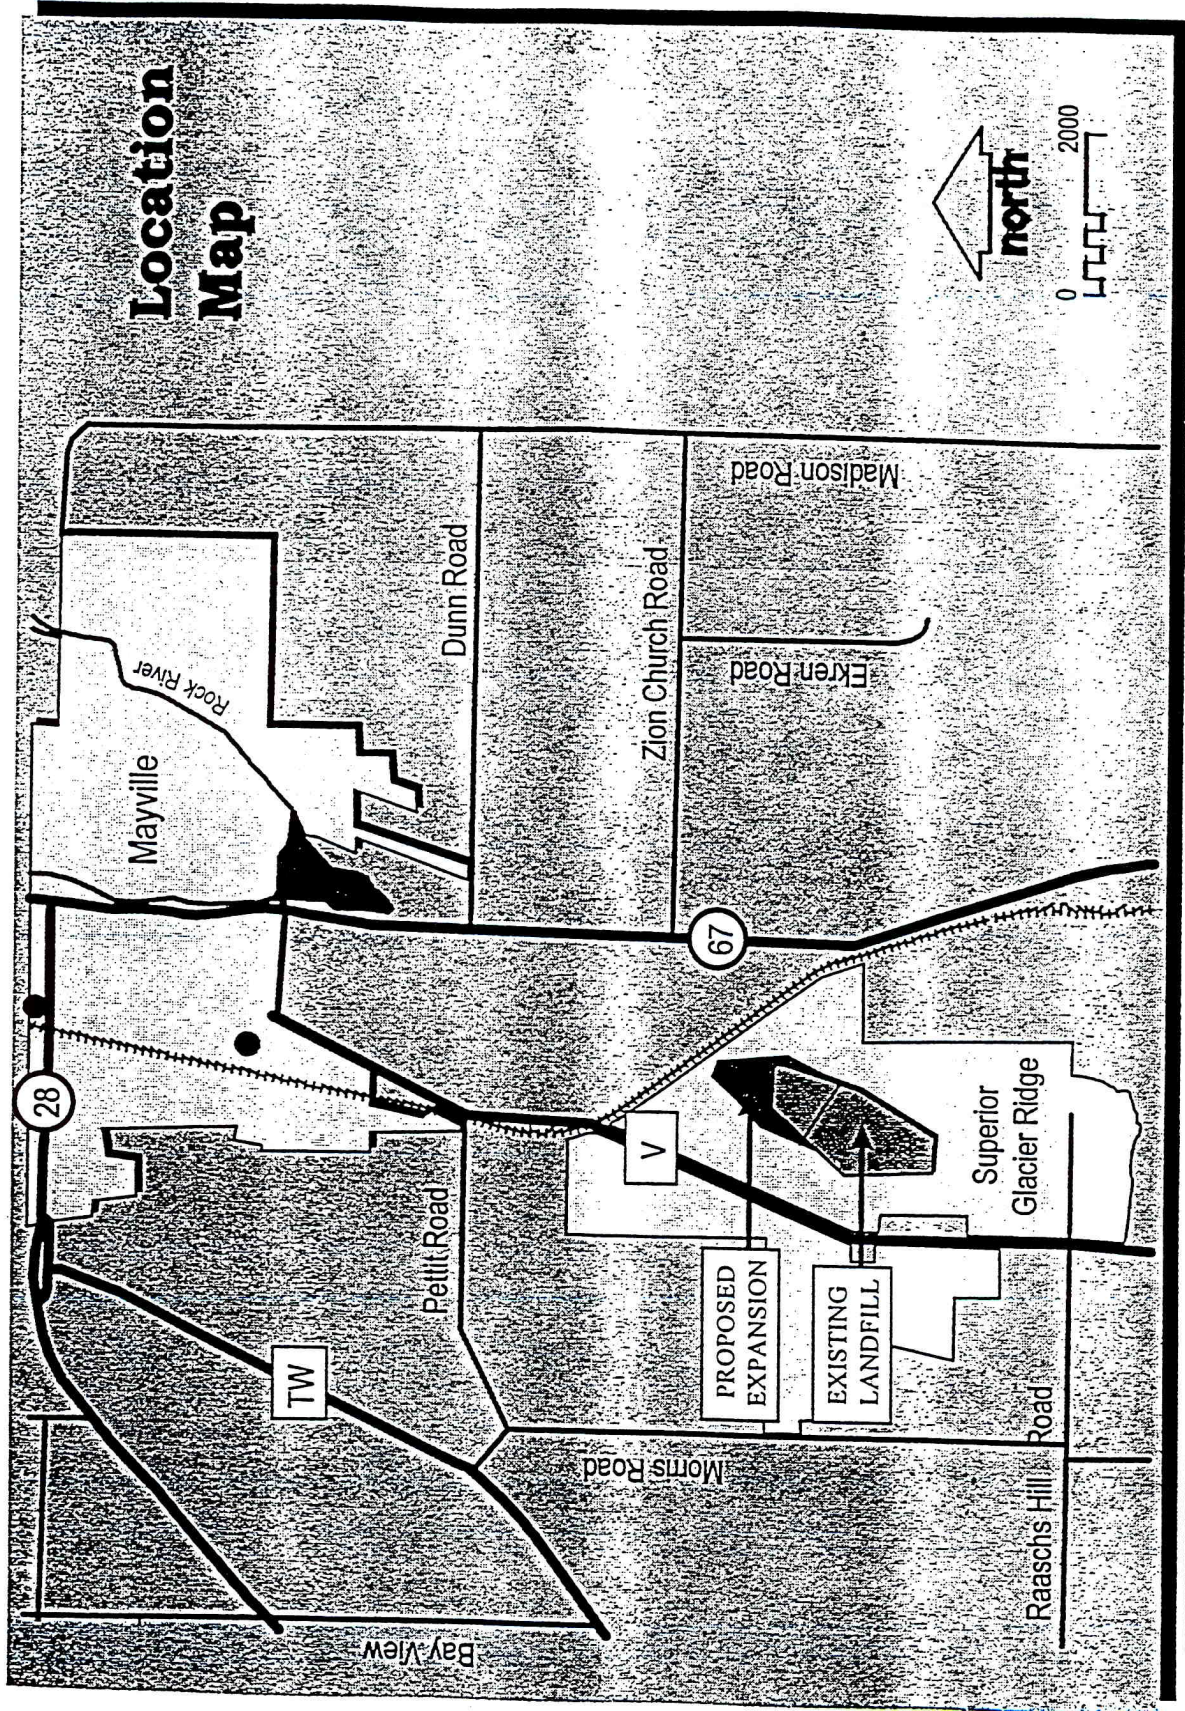 Location
Map
28
Mayville
Rock River
TW
Pettit Road
Dunn Road
Bay View
Morris Road
V
67
Zion Church Road
Ekren Road
Madison Road
PROPOSED
EXPANSION
EXISTING
LANDFILL
Superior
Glacier Ridge
Raaschs Hill Road
north
0 2000